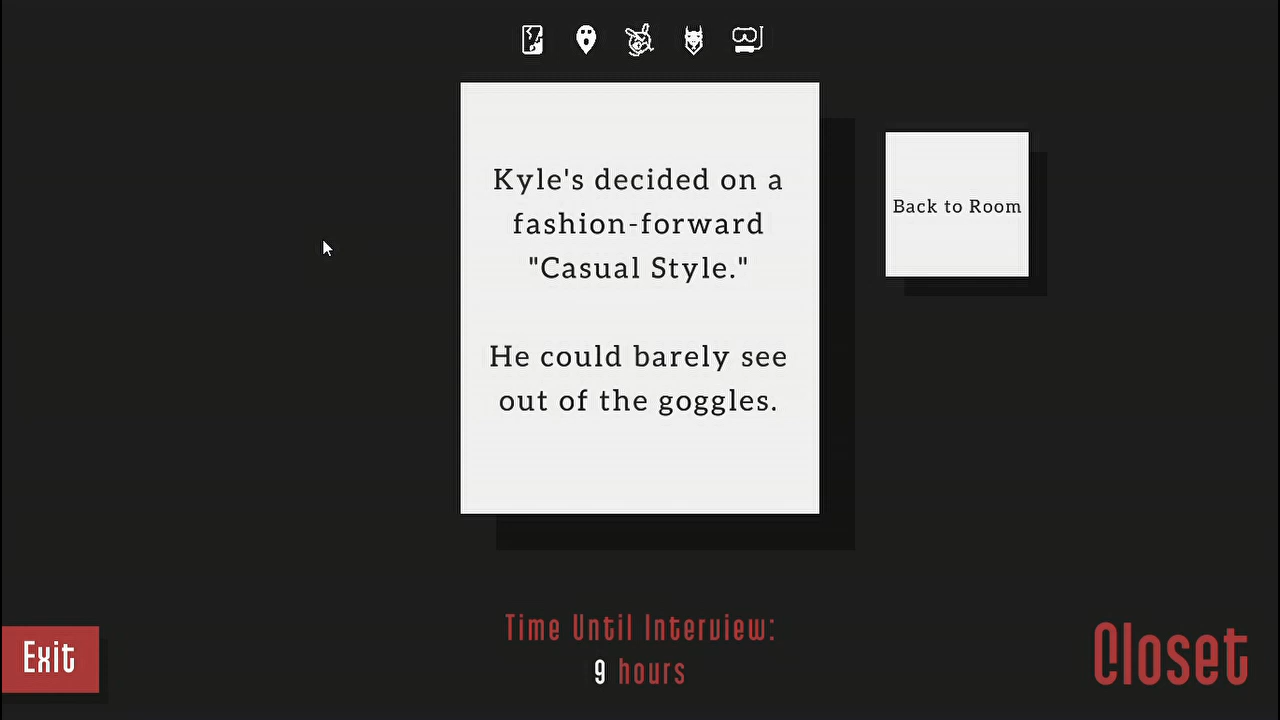 Kyle's decided on a
fashion-forward
"Casual Style."
He could barely see
out of the goggles.
Back to Room
Time Until Interview:
9 hours
Exit
Closet